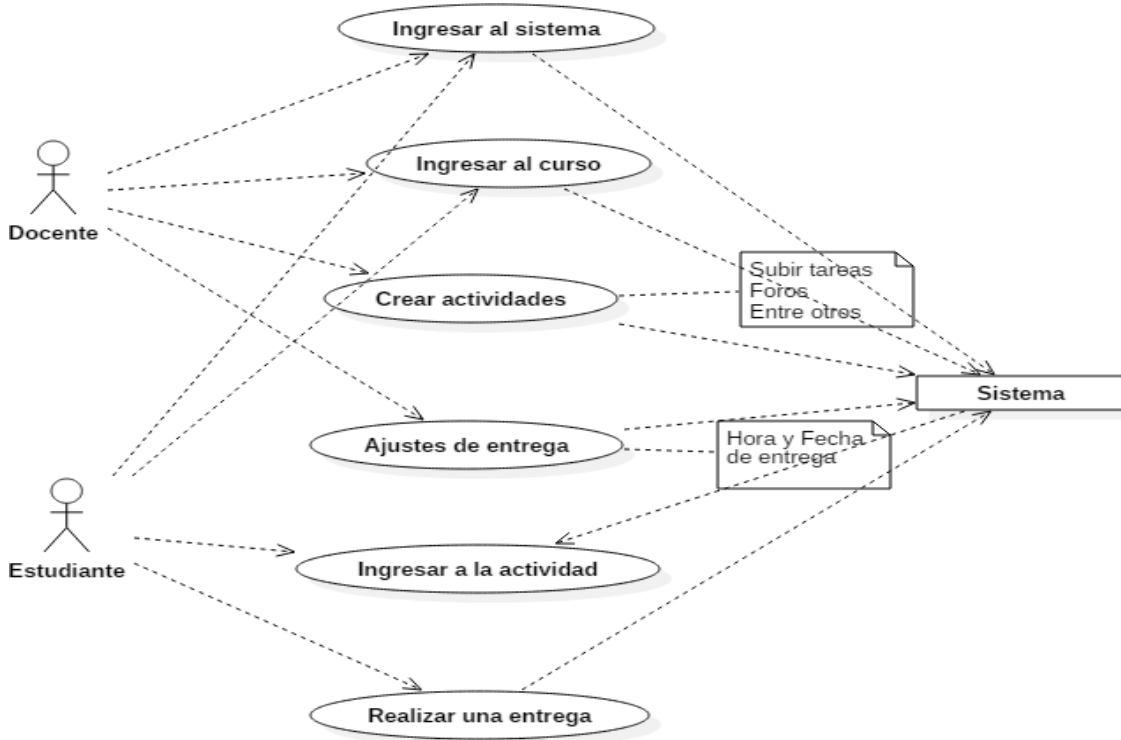 Ingresar al sistema
Ingresar al curso
Docente
Crear actividades
Subir tareas
Foros
Entre otros
Sistema
Ajustes de entrega
Hora y Fecha
de entrega
Estudiante
Ingresar a la actividad
Realizar una entrega